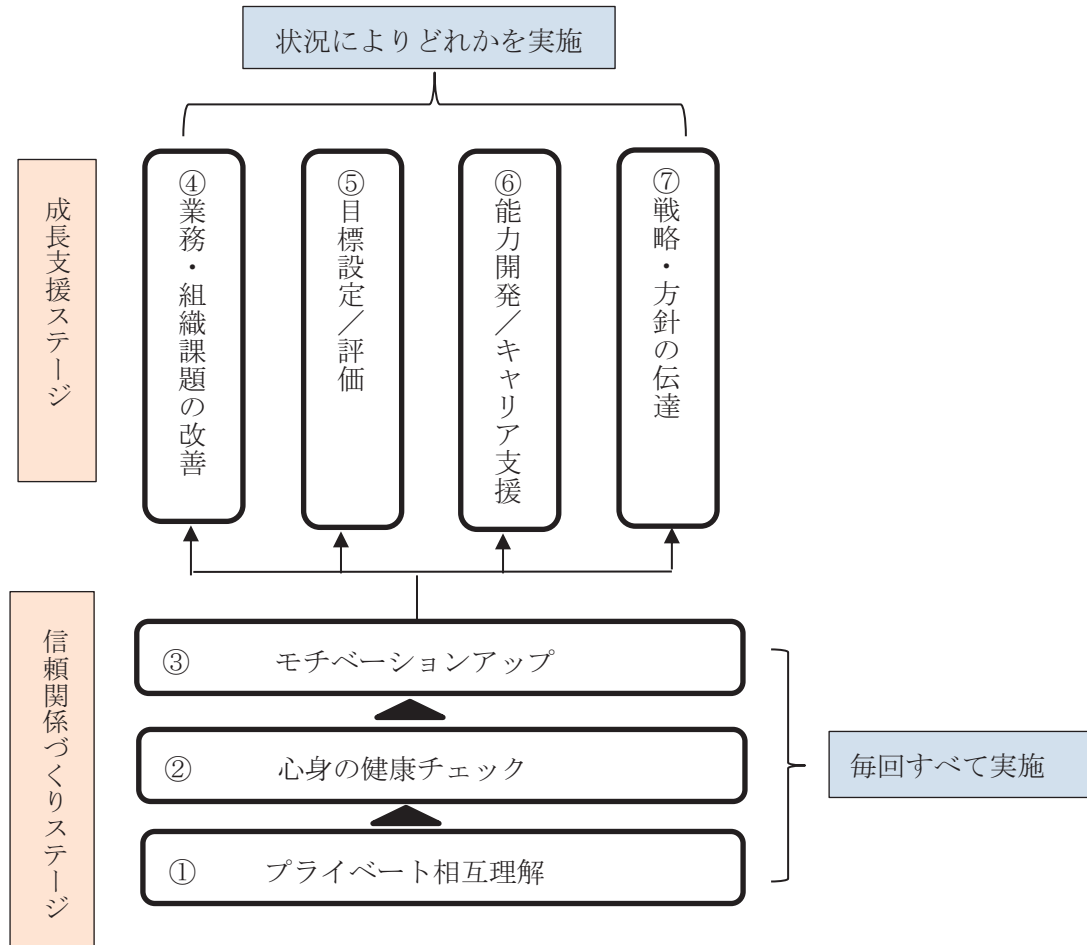 状況によりどれかを実施
成長支援ステージ
④業務・組織課題の改善
⑤目標設定／評価
⑥能力開発／キャリア支援
⑦戦略・方針の伝達
信頼関係づくりステージ
③ モチベーションアップ
② 心身の健康チェック
毎回すべて実施
① プライベート相互理解